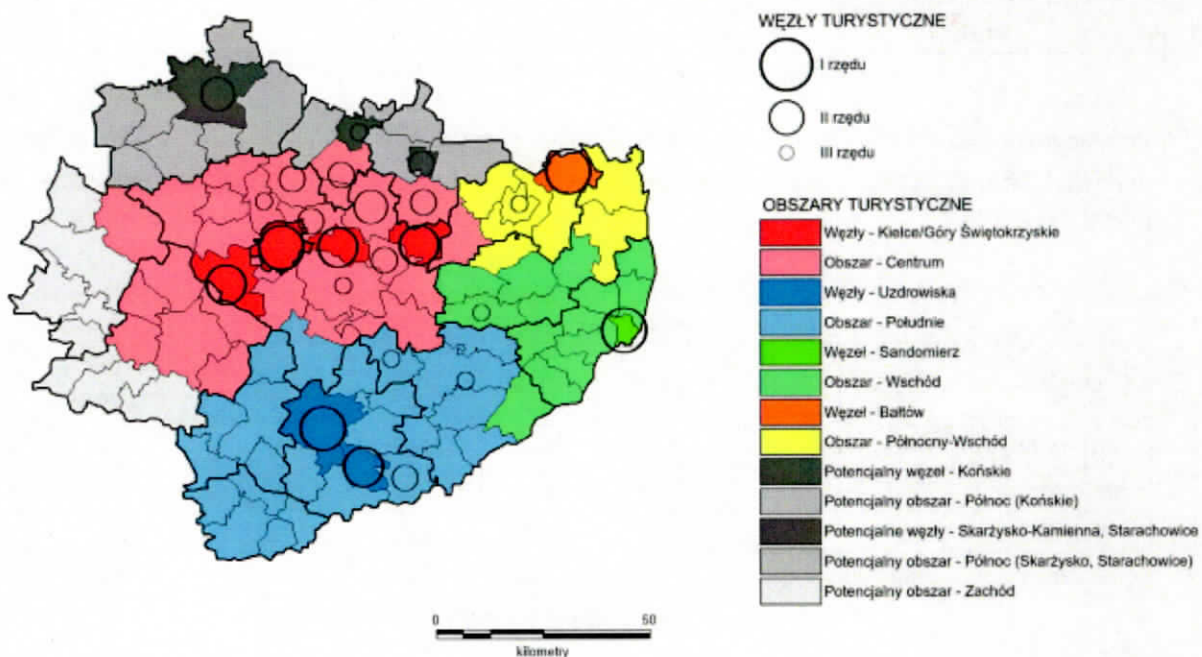 WĘZŁY TURYSTYCZNE
I rzędu
II rzędu
III rzędu
OBSZARY TURYSTYCZNE
Węzły - Kielce/Góry Świętokrzyskie
Obszar - Centrum
Węzły - Uzdrowiska
Obszar - Południe
Węzeł - Sandomierz
Obszar - Wschód
Węzeł - Bałtów
Obszar - Północny-Wschód
Potencjalny węzeł - Końskie
Potencjalny obszar - Północ (Końskie)
Potencjalne węzły - Skarżysko-Kamienna, Starachowice
Potencjalny obszar - Północ (Skarżysko, Starachowice)
Potencjalny obszar - Zachód
0 50
kilometry